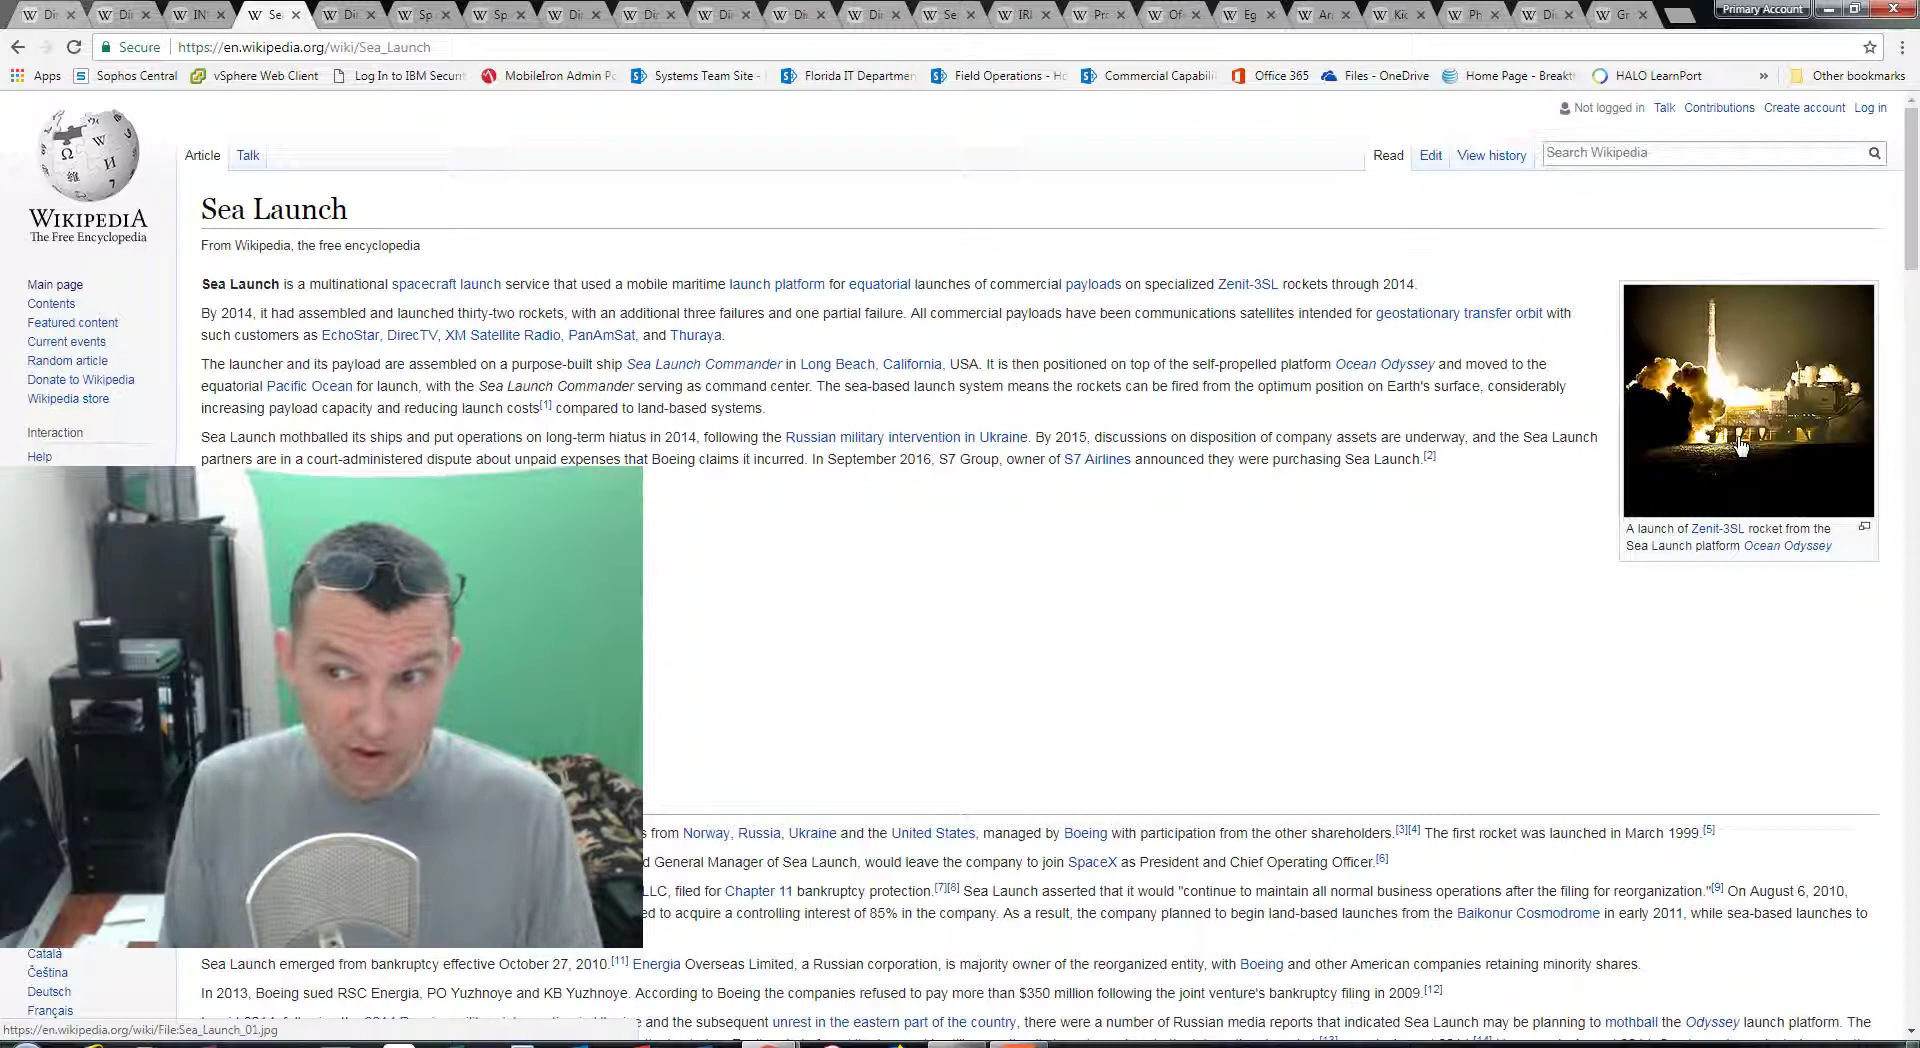 Primary Account
Secure https://en.wikipedia.org/wiki/Sea_Launch
Apps Sophos Central vSphere Web Client Log In to IBM Securi MobileIron Admin Po Systems Team Site - Florida IT Departmen Field Operations - Ho Commercial Capabili Office 365 Files - OneDrive Home Page - Breakt HALO LearnPort » Other bookmarks
Not logged in Talk Contributions Create account Log in
Article Talk Read Edit View history Search Wikipedia
WIKIPEDIA
The Free Encyclopedia
Main page
Contents
Featured content
Current events
Random article
Donate to Wikipedia
Wikipedia store
Interaction
Help
Sea Launch
From Wikipedia, the free encyclopedia
Sea Launch is a multinational spacecraft launch service that used a mobile maritime launch platform for equatorial launches of commercial payloads on specialized Zenit-3SL rockets through 2014.
By 2014, it had assembled and launched thirty-two rockets, with an additional three failures and one partial failure. All commercial payloads have been communications satellites intended for geostationary transfer orbit with
such customers as EchoStar, DirecTV, XM Satellite Radio, PanAmSat, and Thuraya.
The launcher and its payload are assembled on a purpose-built ship Sea Launch Commander in Long Beach, California, USA. It is then positioned on top of the self-propelled platform Ocean Odyssey and moved to the
equatorial Pacific Ocean for launch, with the Sea Launch Commander serving as command center. The sea-based launch system means the rockets can be fired from the optimum position on Earth's surface, considerably
increasing payload capacity and reducing launch costs[1] compared to land-based systems.
Sea Launch mothballed its ships and put operations on long-term hiatus in 2014, following the Russian military intervention in Ukraine. By 2015, discussions on disposition of company assets are underway, and the Sea Launch
partners are in a court-administered dispute about unpaid expenses that Boeing claims it incurred. In September 2016, S7 Group, owner of S7 Airlines announced they were purchasing Sea Launch.[2]
A launch of Zenit-3SL rocket from the
Sea Launch platform Ocean Odyssey
s from Norway, Russia, Ukraine and the United States, managed by Boeing with participation from the other shareholders.[3][4] The first rocket was launched in March 1999.[5]
d General Manager of Sea Launch, would leave the company to join SpaceX as President and Chief Operating Officer.[6]
LLC, filed for Chapter 11 bankruptcy protection.[7][8] Sea Launch asserted that it would "continue to maintain all normal business operations after the filing for reorganization."[9] On August 6, 2010,
ed to acquire a controlling interest of 85% in the company. As a result, the company planned to begin land-based launches from the Baikonur Cosmodrome in early 2011, while sea-based launches to
Català
Čeština
Deutsch
Français
Sea Launch emerged from bankruptcy effective October 27, 2010.[11] Energia Overseas Limited, a Russian corporation, is majority owner of the reorganized entity, with Boeing and other American companies retaining minority shares.
In 2013, Boeing sued RSC Energia, PO Yuzhnoye and KB Yuzhnoye. According to Boeing the companies refused to pay more than $350 million following the joint venture's bankruptcy filing in 2009.[12]
e and the subsequent unrest in the eastern part of the country, there were a number of Russian media reports that indicated Sea Launch may be planning to mothball the Odyssey launch platform. The
https://en.wikipedia.org/wiki/File:Sea_Launch_01.jpg